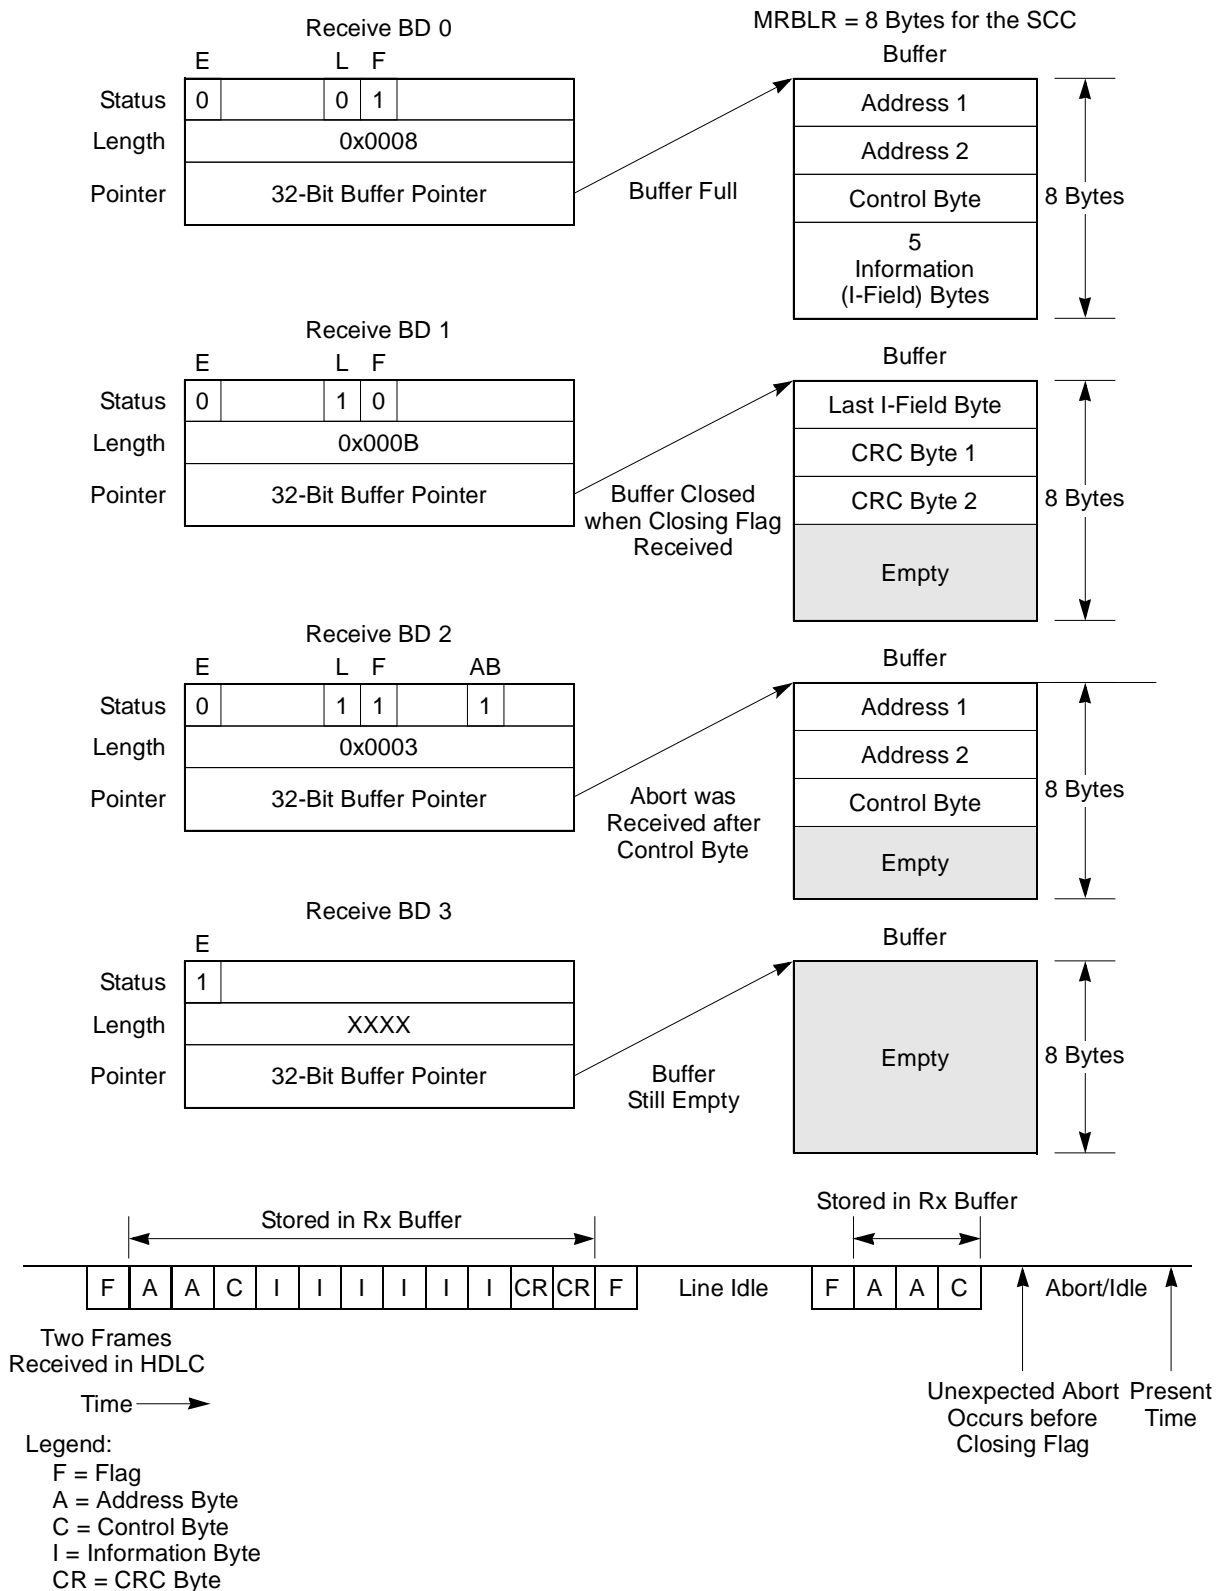 Receive BD 0
MRBLR = 8 Bytes for the SCC
Buffer
E L F
Status 0 0 1
Length 0x0008
Pointer 32-Bit Buffer Pointer
Buffer Full
Address 1
Address 2
Control Byte
5
Information
(I-Field) Bytes
8 Bytes
Receive BD 1
E L F
Status 0 1 0
Length 0x000B
Pointer 32-Bit Buffer Pointer
Buffer Closed
when Closing Flag
Received
Buffer
Last I-Field Byte
CRC Byte 1
CRC Byte 2
Empty
8 Bytes
Receive BD 2
E L F AB
Status 0 1 1 1
Length 0x0003
Pointer 32-Bit Buffer Pointer
Abort was
Received after
Control Byte
Buffer
Address 1
Address 2
Control Byte
Empty
8 Bytes
Receive BD 3
E
Status 1
Length XXXX
Pointer 32-Bit Buffer Pointer
Buffer
Still Empty
Buffer
Empty
8 Bytes
Stored in Rx Buffer
Stored in Rx Buffer
F A A C I I I I I I CR CR F Line Idle F A A C Abort/Idle
Two Frames
Received in HDLC
Time
Unexpected Abort
Occurs before
Closing Flag
Present
Time
Legend:
F = Flag
A = Address Byte
C = Control Byte
I = Information Byte
CR = CRC Byte